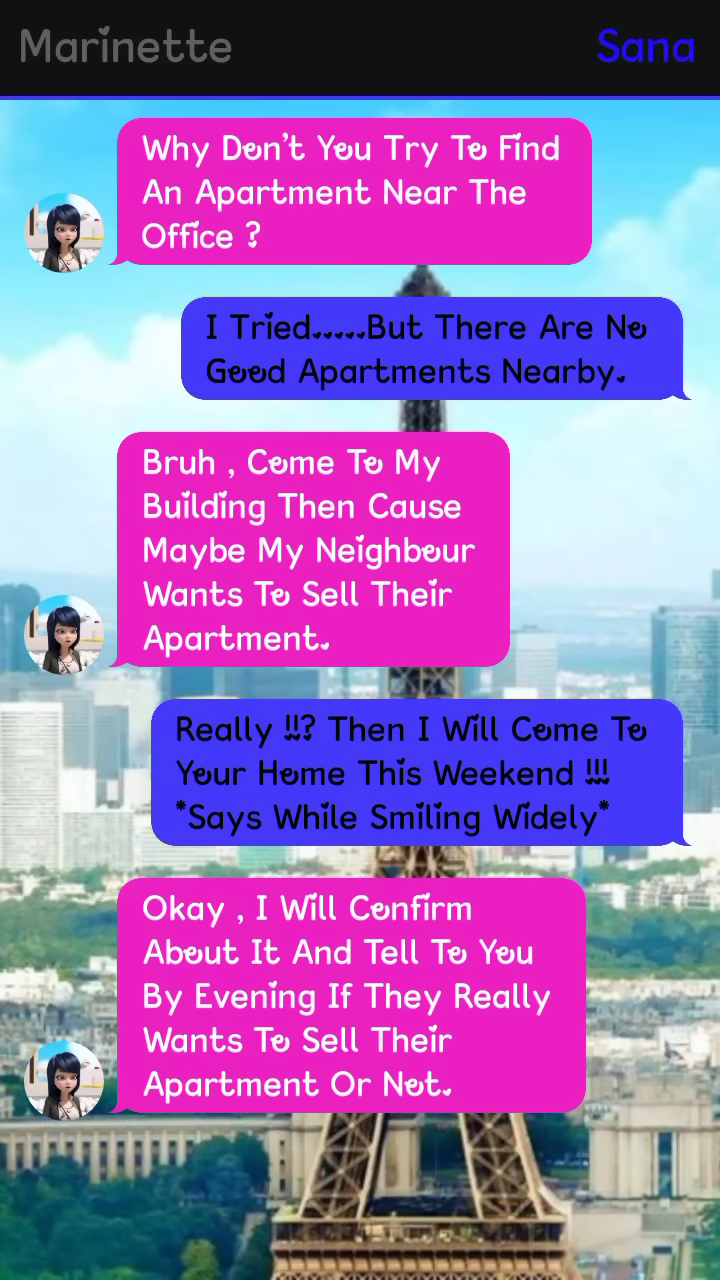 Marinette
Sana
Why Don't You Try To Find
An Apartment Near The
Office ?
I Tried.....But There Are No
Good Apartments Nearby.
Bruh , Come To My
Building Then Cause
Maybe My Neighbour
Wants To Sell Their
Apartment.
Really !!? Then I Will Come To
Your Home This Weekend !!!
*Says While Smiling Widely*
Okay , I Will Confirm
About It And Tell To You
By Evening If They Really
Wants To Sell Their
Apartment Or Not.